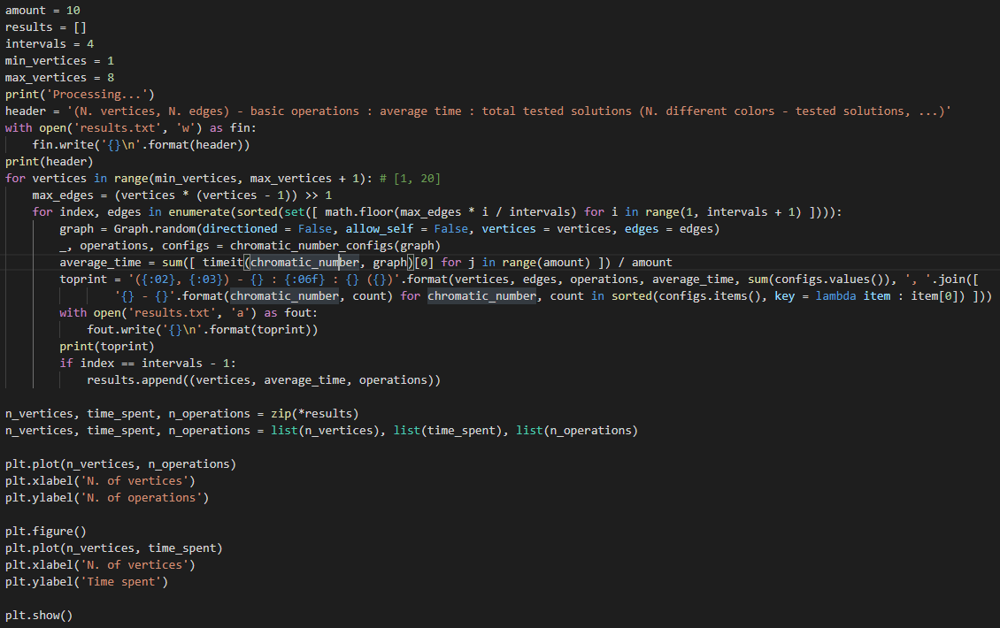 amount = 10
results = []
intervals = 4
min_vertices = 1
max_vertices = 8
print('Processing...')
header = '(N. vertices, N. edges) - basic operations : average time : total tested solutions (N. different colors - tested solutions, ...)'
with open('results.txt', 'w') as fin:
    fin.write('{}\n'.format(header))
print(header)
for vertices in range(min_vertices, max_vertices + 1): # [1, 20]
    max_edges = (vertices * (vertices - 1)) >> 1
    for index, edges in enumerate(sorted(set([ math.floor(max_edges * i / intervals) for i in range(1, intervals + 1) ]))):
        graph = Graph.random(directioned = False, allow_self = False, vertices = vertices, edges = edges)
        _, operations, configs = chromatic_number_configs(graph)
        average_time = sum([ timeit(chromatic_number, graph)[0] for j in range(amount) ]) / amount
        toprint = '({:02}, {:03}) - {} : {:06f} : {} ({})'.format(vertices, edges, operations, average_time, sum(configs.values()), ', '.join([
                '{} - {}'.format(chromatic_number, count) for chromatic_number, count in sorted(configs.items(), key = lambda item : item[0]) ]))
        with open('results.txt', 'a') as fout:
            fout.write('{}\n'.format(toprint))
        print(toprint)
        if index == intervals - 1:
            results.append((vertices, average_time, operations))

n_vertices, time_spent, n_operations = zip(*results)
n_vertices, time_spent, n_operations = list(n_vertices), list(time_spent), list(n_operations)

plt.plot(n_vertices, n_operations)
plt.xlabel('N. of vertices')
plt.ylabel('N. of operations')

plt.figure()
plt.plot(n_vertices, time_spent)
plt.xlabel('N. of vertices')
plt.ylabel('Time spent')

plt.show()